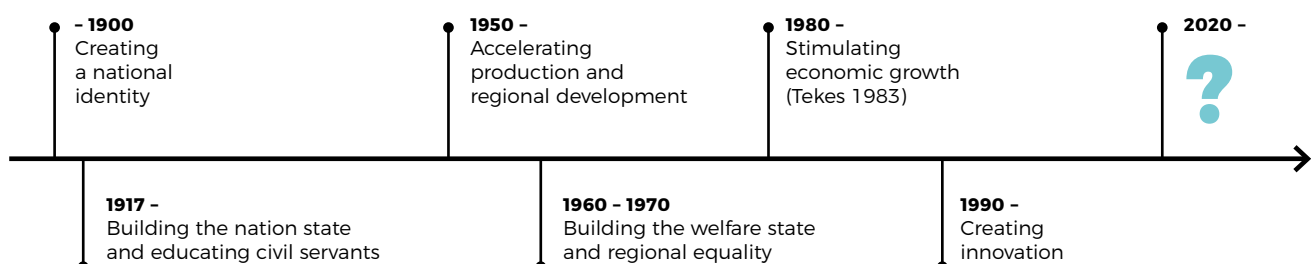 – 1900
Creating
a national
identity
1950 –
Accelerating
production and
regional development
1980 –
Stimulating
economic growth
(Tekes 1983)
2020 –
?
1917 –
Building the nation state
and educating civil servants
1960 – 1970
Building the welfare state
and regional equality
1990 –
Creating
innovation